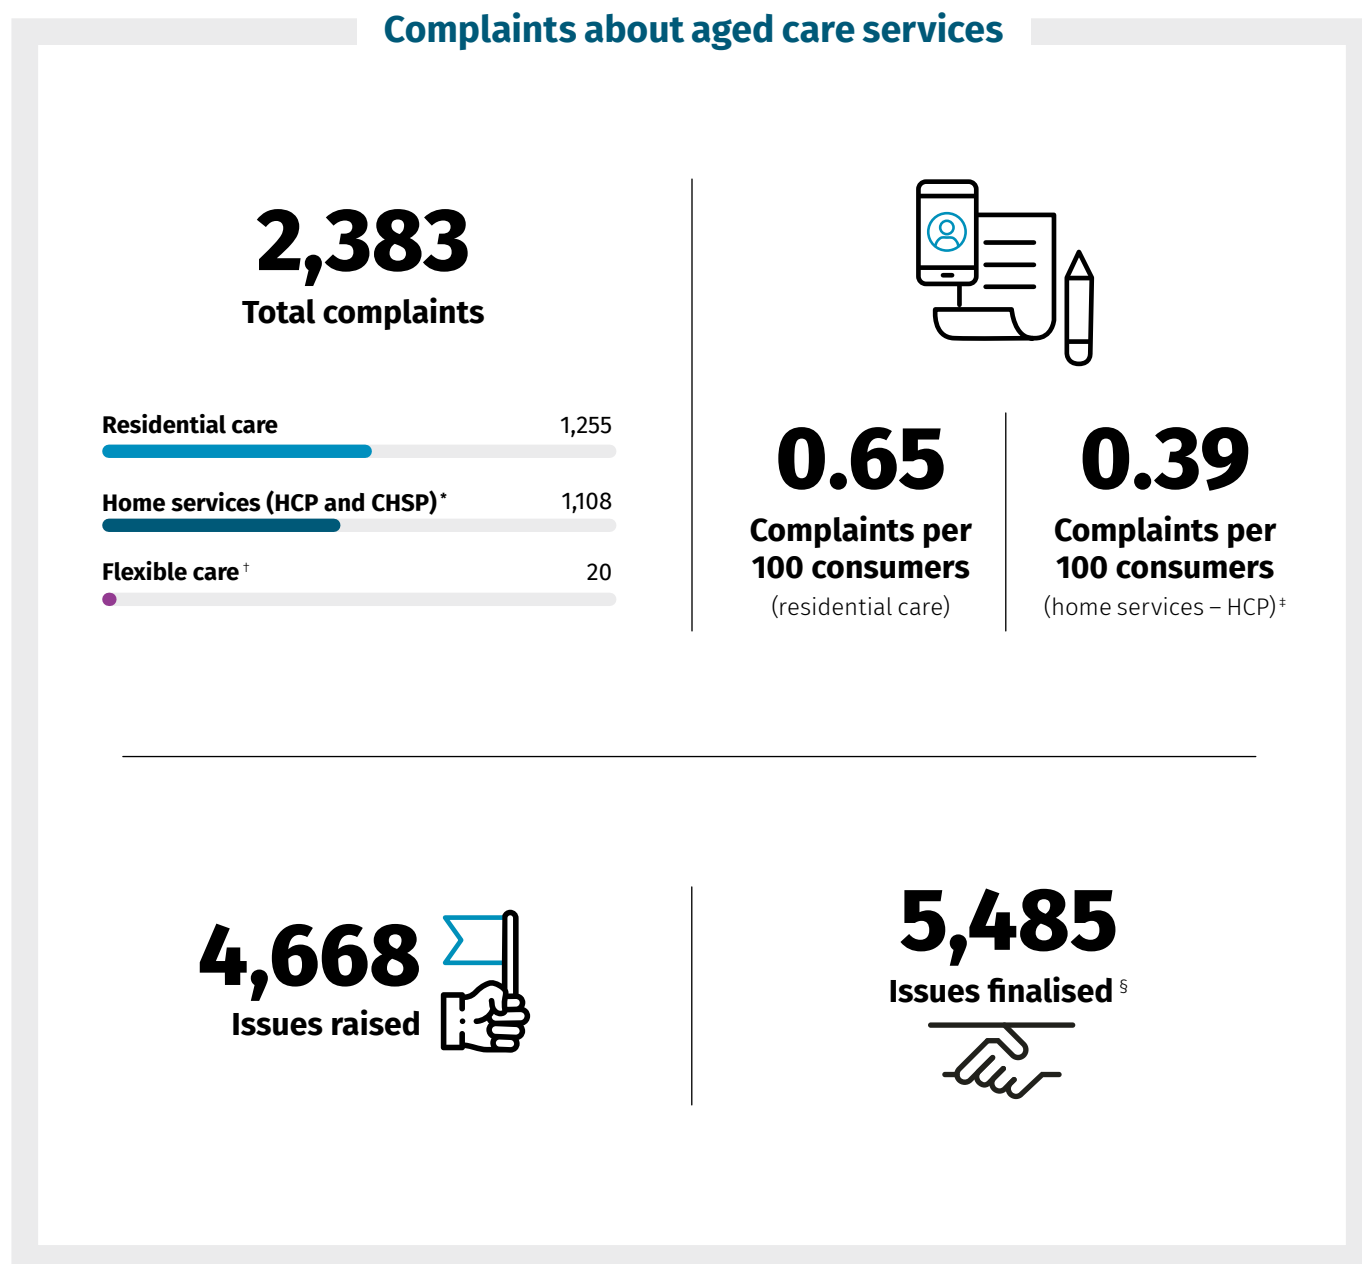 Complaints about aged care services
2,383
Total complaints
Residential care 1,255
Home services (HCP and CHSP)* 1,108
Flexible care† 20
0.65
Complaints per
100 consumers
(residential care)
0.39
Complaints per
100 consumers
(home services – HCP)‡
4,668
Issues raised
5,485
Issues finalised §